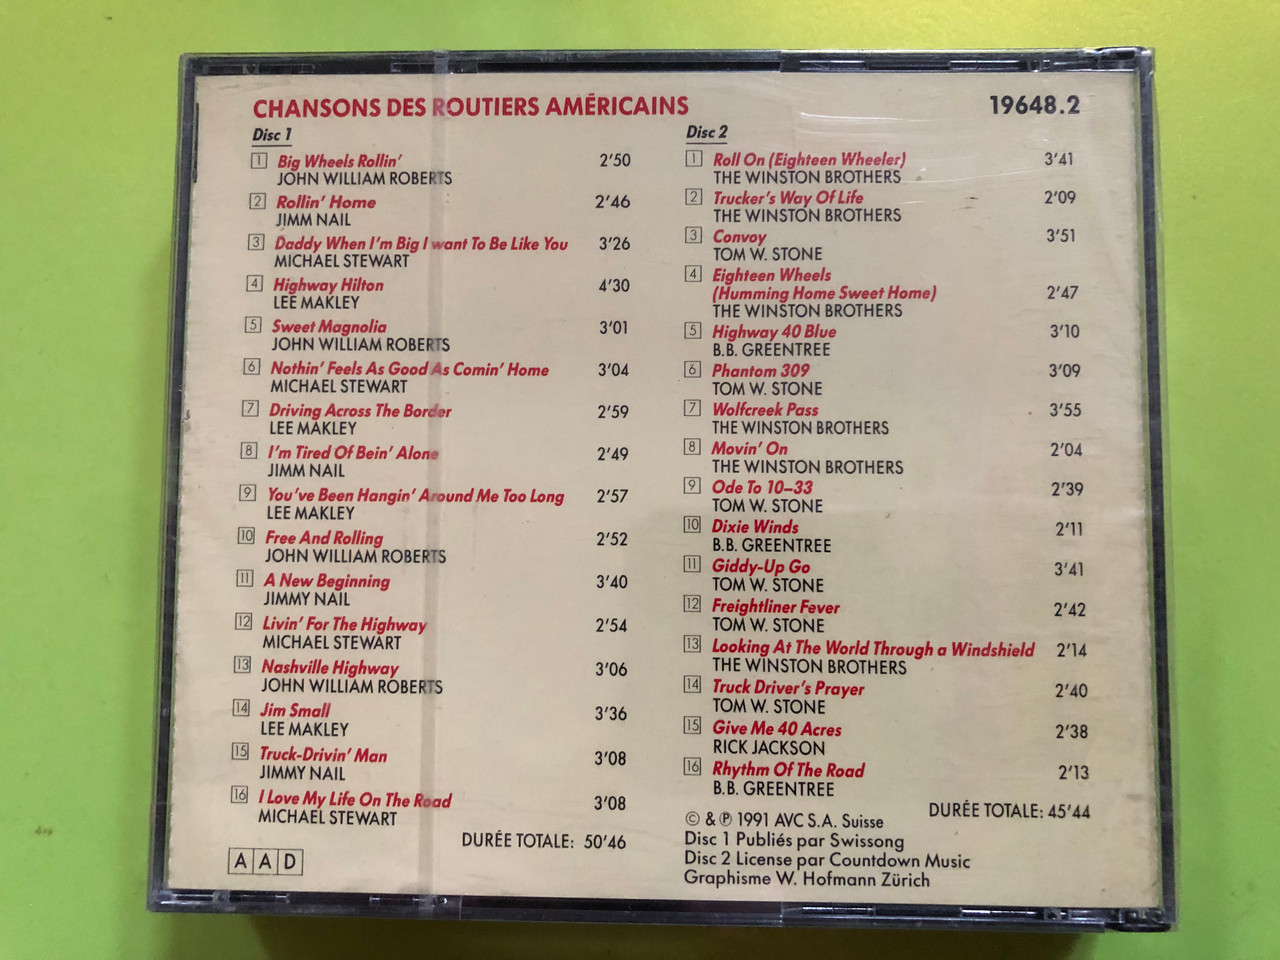 CHANSONS DES ROUTIERS AMÉRICAINS
19648.2
Disc 1
1 Big Wheels Rollin' 2'50
JOHN WILLIAM ROBERTS
2 Rollin' Home 2'46
JIMM NAIL
3 Daddy When I'm Big I want To Be Like You 3'26
MICHAEL STEWART
4 Highway Hilton 4'30
LEE MAKLEY
5 Sweet Magnolia 3'01
JOHN WILLIAM ROBERTS
6 Nothin' Feels As Good As Comin' Home 3'04
MICHAEL STEWART
7 Driving Across The Border 2'59
LEE MAKLEY
8 I'm Tired Of Bein' Alone 2'49
JIMM NAIL
9 You've Been Hangin' Around Me Too Long 2'57
LEE MAKLEY
10 Free And Rolling 2'52
JOHN WILLIAM ROBERTS
11 A New Beginning 3'40
JIMMY NAIL
12 Livin' For The Highway 2'54
MICHAEL STEWART
13 Nashville Highway 3'06
JOHN WILLIAM ROBERTS
14 Jim Small 3'36
LEE MAKLEY
15 Truck-Drivin' Man 3'08
JIMMY NAIL
16 I Love My Life On The Road 3'08
MICHAEL STEWART
DURÉE TOTALE: 50'46
AAD
Disc 2
1 Roll On (Eighteen Wheeler) 3'41
THE WINSTON BROTHERS
2 Trucker's Way Of Life 2'09
THE WINSTON BROTHERS
3 Convoy 3'51
TOM W. STONE
4 Eighteen Wheels
(Humming Home Sweet Home) 2'47
THE WINSTON BROTHERS
5 Highway 40 Blue 3'10
B.B. GREENTREE
6 Phantom 309 3'09
TOM W. STONE
7 Wolfcreek Pass 3'55
THE WINSTON BROTHERS
8 Movin' On 2'04
THE WINSTON BROTHERS
9 Ode To 10–33 2'39
TOM W. STONE
10 Dixie Winds 2'11
B.B. GREENTREE
11 Giddy-Up Go 3'41
TOM W. STONE
12 Freightliner Fever 2'42
TOM W. STONE
13 Looking At The World Through a Windshield 2'14
THE WINSTON BROTHERS
14 Truck Driver's Prayer 2'40
TOM W. STONE
15 Give Me 40 Acres 2'38
RICK JACKSON
16 Rhythm Of The Road 2'13
B.B. GREENTREE
DURÉE TOTALE: 45'44
© & ℗ 1991 AVC S.A. Suisse
Disc 1 Publiés par Swissong
Disc 2 License par Countdown Music
Graphisme W. Hofmann Zürich